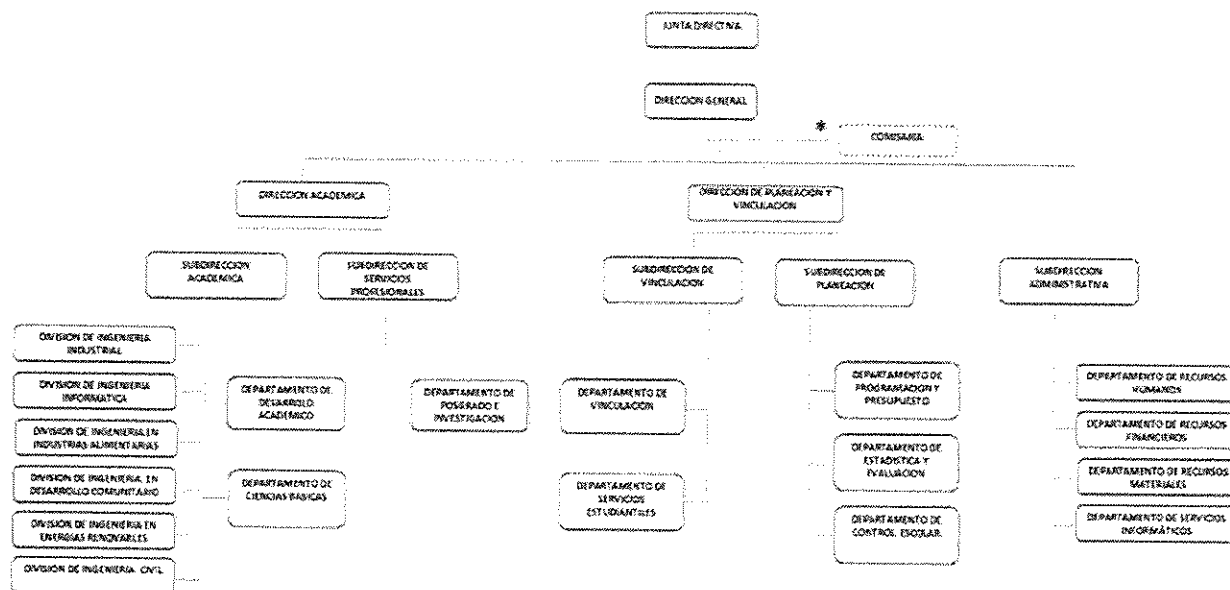 JUNTA DIRECTIVA
DIRECCION GENERAL
*
COMISARIA
DIRECCION ACADEMICA
DIRECCION DE PLANEACION Y
VINCULACION
SUBDIRECCION
ACADEMICA
SUBDIRECCION DE
SERVICIOS
PROFESIONALES
SUBDIRECCION DE
VINCULACION
SUBDIRECCION DE
PLANEACION
SUBDIRECCION
ADMINISTRATIVA
DIVISION DE INGENIERIA
INDUSTRIAL
DIVISION DE INGENIERIA
INFORMATICA
DIVISION DE INGENIERIA EN
INDUSTRIAS ALIMENTARIAS
DIVISION DE INGENIERIA EN
DESARROLLO COMUNITARIO
DIVISION DE INGENIERIA EN
ENERGIAS RENOVABLES
DIVISION DE INGENIERIA CIVIL
DEPARTAMENTO DE
DESARROLLO
ACADEMICO
DEPARTAMENTO DE
CIENCIAS BASICAS
DEPARTAMENTO DE
POSGRADO E
INVESTIGACION
DEPARTAMENTO DE
VINCULACION
DEPARTAMENTO DE
SERVICIOS
ESTUDIANTILES
DEPARTAMENTO DE
PROGRAMACION Y
PRESUPUESTO
DEPARTAMENTO DE
ESTADISTICA Y
EVALUACION
DEPARTAMENTO DE
CONTROL ESCOLAR
DEPARTAMENTO DE RECURSOS
HUMANOS
DEPARTAMENTO DE RECURSOS
FINANCIEROS
DEPARTAMENTO DE RECURSOS
MATERIALES
DEPARTAMENTO DE SERVICIOS
INFORMÁTICOS